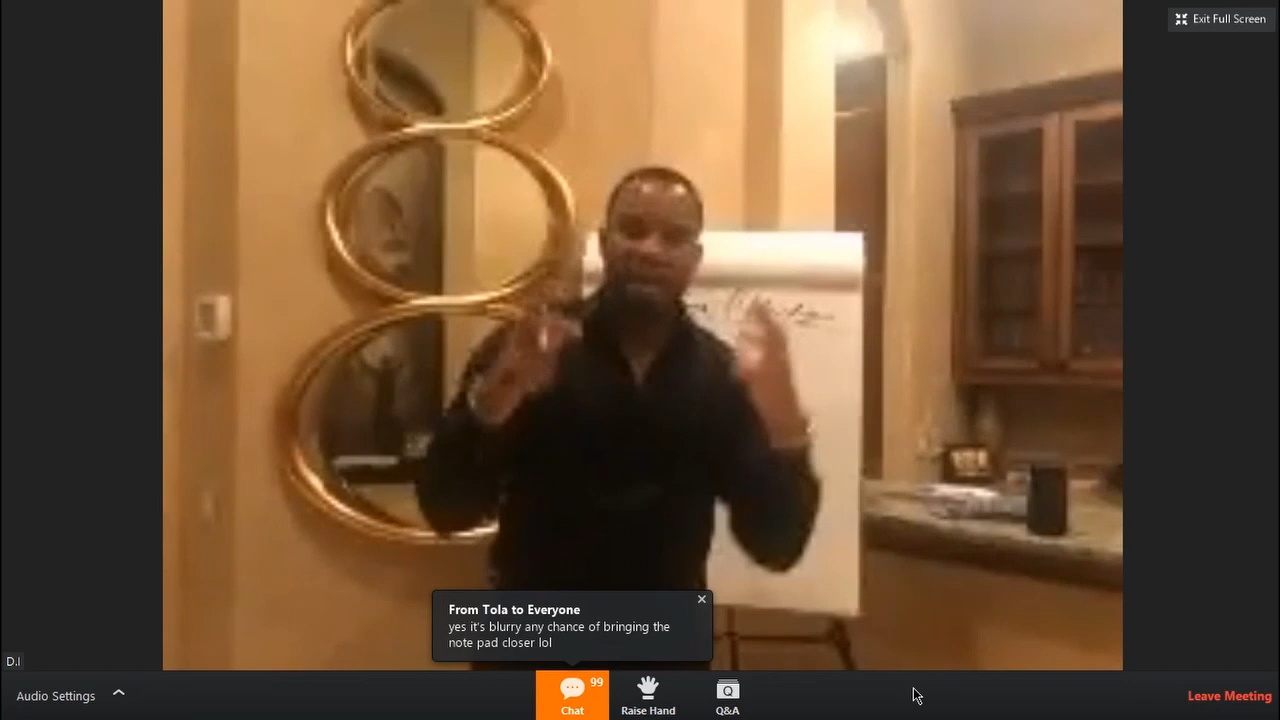 Exit Full Screen
From Tola to Everyone
yes it's blurry any chance of bringing the
note pad closer lol
D.I
Audio Settings
99
Chat
Raise Hand
Q&A
Leave Meeting